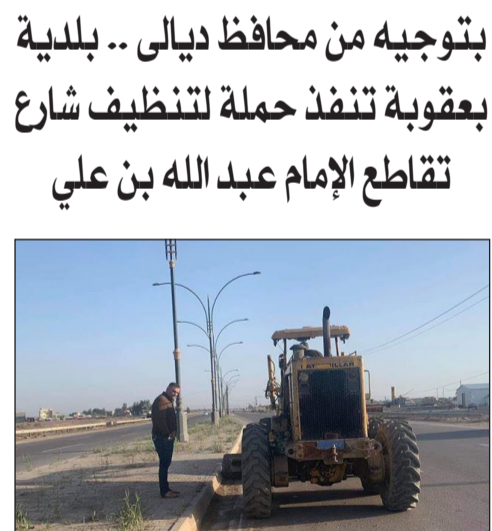 بتوجيه من محافظ ديالى .. بلدية
بعقوبة تنفذ حملة لتنظيف شارع
تقاطع الإمام عبد الله بن علي